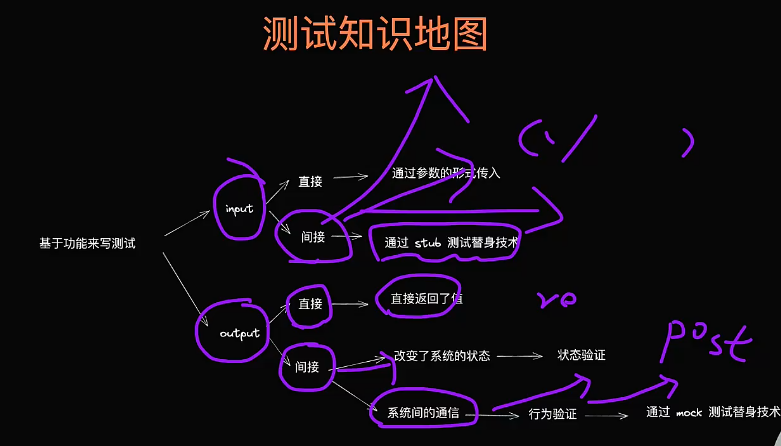 测试知识地图
直接
通过参数的形式传入
input
间接
通过 stub 测试替身技术
基于功能来写测试
直接
直接返回了值
output
间接
改变了系统的状态
状态验证
post
系统间的通信
行为验证
通过 mock 测试替身技术